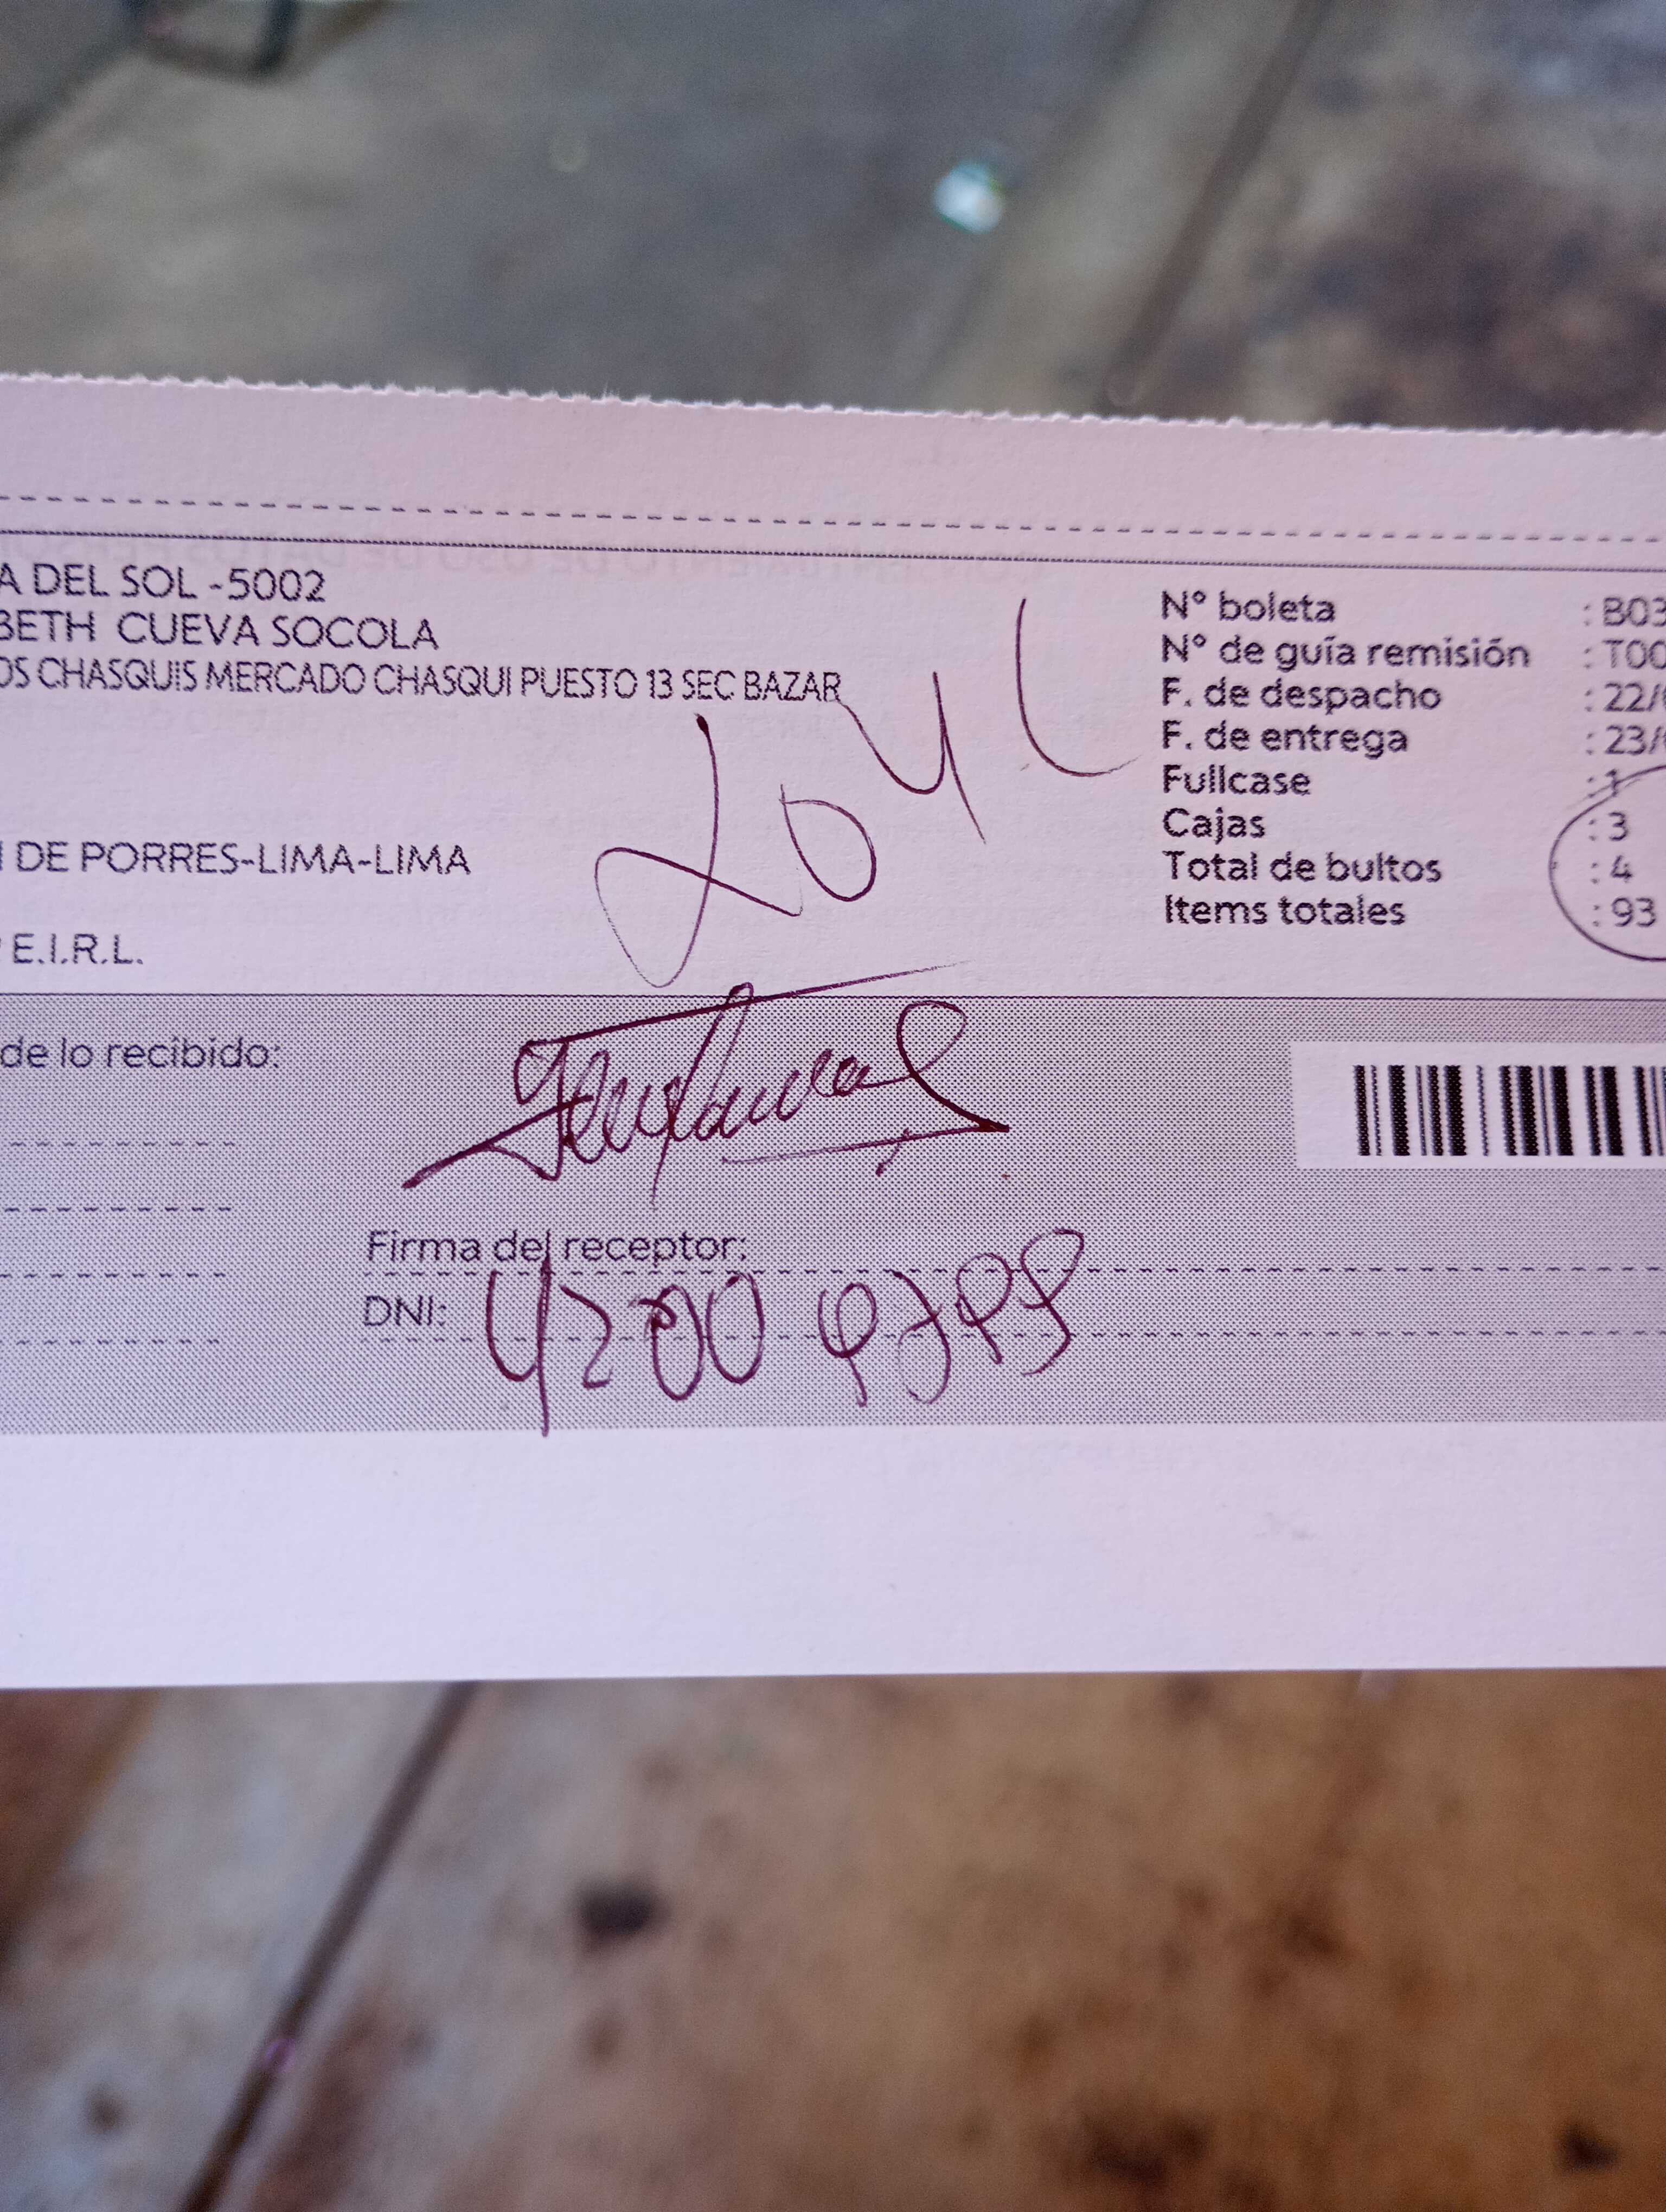 A DEL SOL -5002
BETH CUEVA SOCOLA
OS CHASQUIS MERCADO CHASQUI PUESTO 13 SEC BAZAR
N DE PORRES-LIMA-LIMA
E.I.R.L.
Nº boleta : B03
Nº de guía remisión : T00
F. de despacho : 22/
F. de entrega : 23/
Fullcase : 1
Cajas : 3
Total de bultos : 4
Items totales : 93
de lo recibido:
Firma del receptor:
DNI: